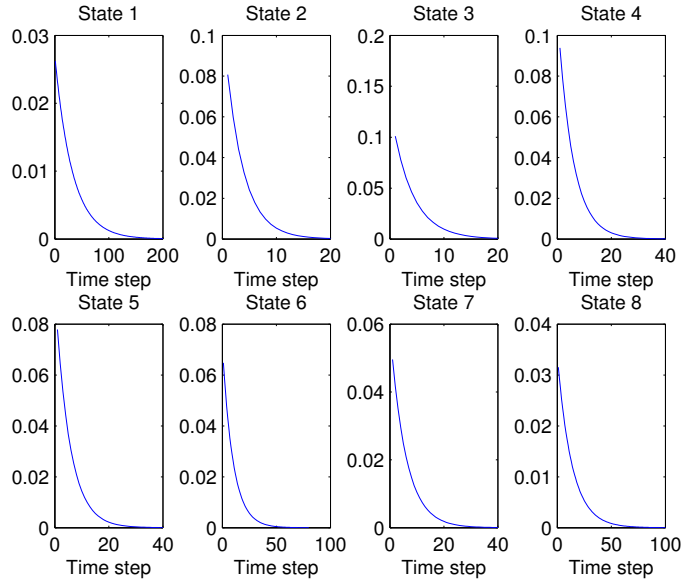 State 1
State 2
State 3
State 4
0.03
0.02
0.01
0
0 100 200
Time step
0.1
0.08
0.06
0.04
0.02
0
0 10 20
Time step
0.2
0.15
0.1
0.05
0
0 10 20
Time step
0.1
0.08
0.06
0.04
0.02
0
0 20 40
Time step
State 5
State 6
State 7
State 8
0.08
0.06
0.04
0.02
0
0 20 40
Time step
0.08
0.06
0.04
0.02
0
0 50 100
Time step
0.06
0.04
0.02
0
0 20 40
Time step
0.04
0.03
0.02
0.01
0
0 50 100
Time step